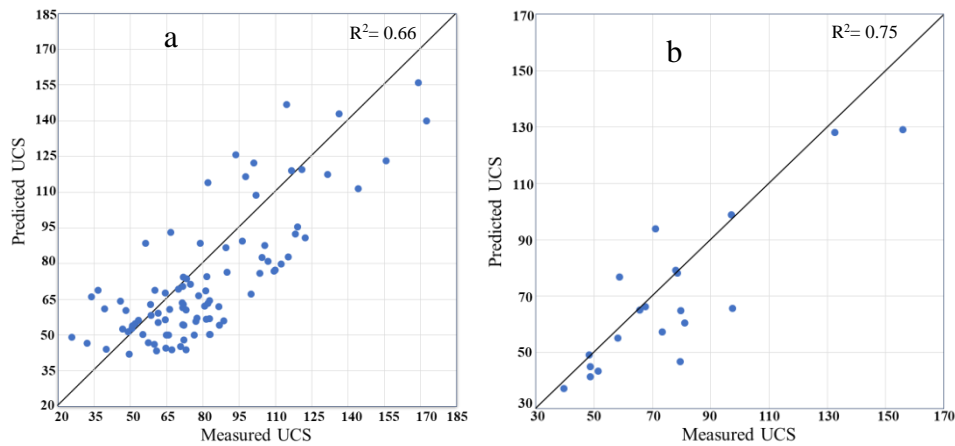 185
170
155
140
125
110
95
80
65
50
35
20
Predicted UCS
a
R²= 0.66
20 35 45 65 80 95 110 131 140 155 170 185
Measured UCS
170
150
130
110
90
70
50
30
Predicted UCS
b
R²= 0.75
30 50 70 90 110 130 150 170
Measured UCS